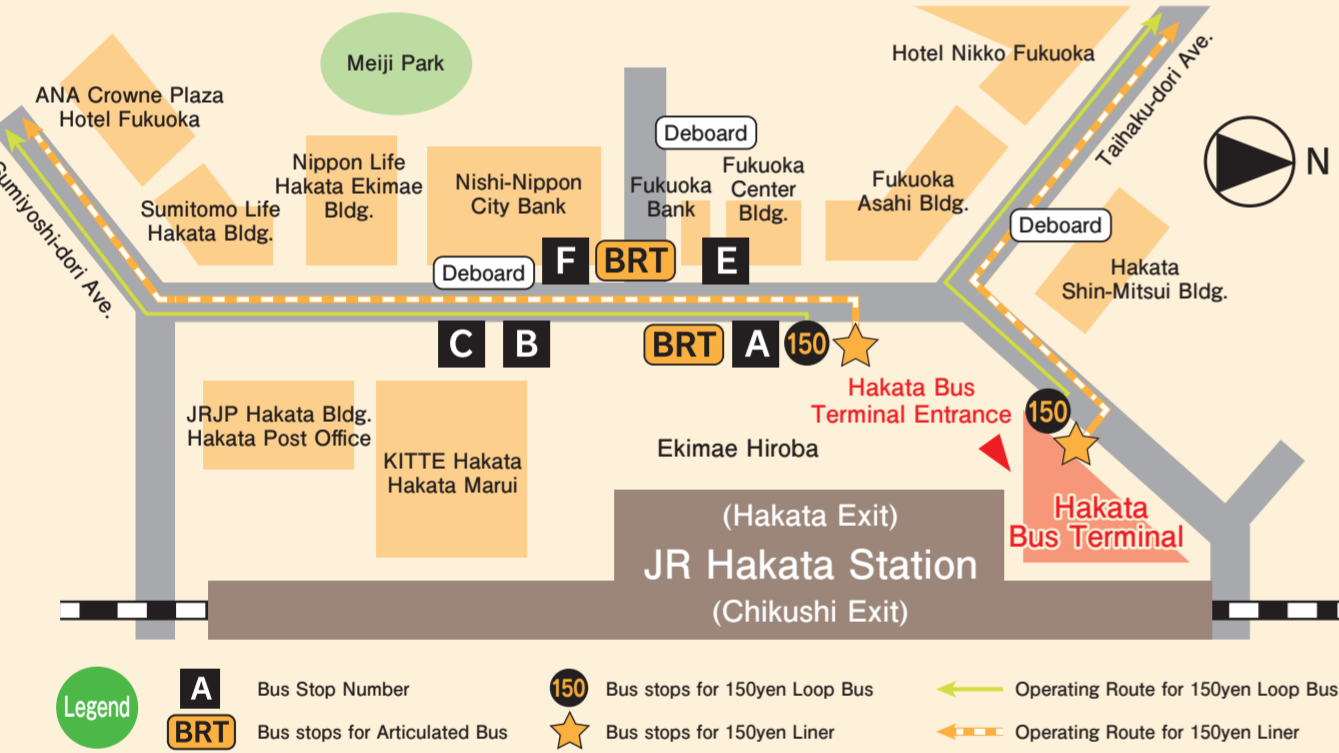 Meiji Park
Hotel Nikko Fukuoka
Taihaku-dori Ave.
N
ANA Crowne Plaza
Hotel Fukuoka
Sumiyoshi-dori Ave.
Sumitomo Life
Hakata Bldg.
Nippon Life
Hakata Ekimae
Bldg.
Nishi-Nippon
City Bank
Deboard
Fukuoka
Bank
Fukuoka
Center
Bldg.
Fukuoka
Asahi Bldg.
Deboard
Hakata
Shin-Mitsui Bldg.
Deboard
F
BRT
E
C
B
BRT
A
150
Hakata Bus
Terminal Entrance
150
JRJP Hakata Bldg.
Hakata Post Office
KITTE Hakata
Hakata Marui
Ekimae Hiroba
Hakata
Bus Terminal
(Hakata Exit)
JR Hakata Station
(Chikushi Exit)
Legend
A
Bus Stop Number
BRT
Bus stops for Articulated Bus
150
Bus stops for 150yen Loop Bus
Bus stops for 150yen Liner
Operating Route for 150yen Loop Bus
Operating Route for 150yen Liner